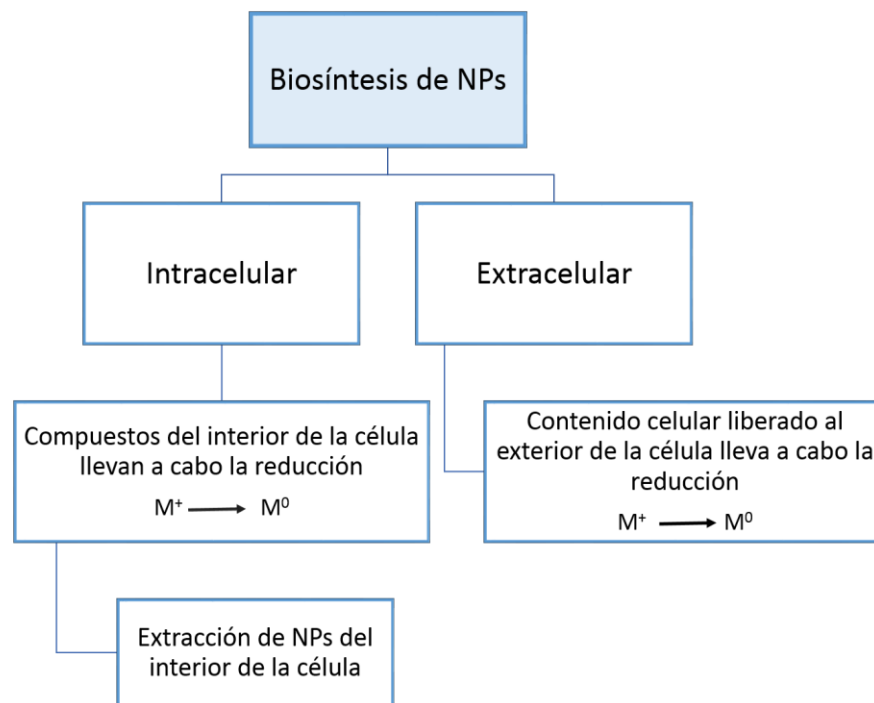 Biosíntesis de NPs
Intracelular
Extracelular
Compuestos del interior de la célula
llevan a cabo la reducción
M⁺ ⟶ M⁰
Contenido celular liberado al
exterior de la célula lleva a cabo la
reducción
M⁺ ⟶ M⁰
Extracción de NPs del
interior de la célula